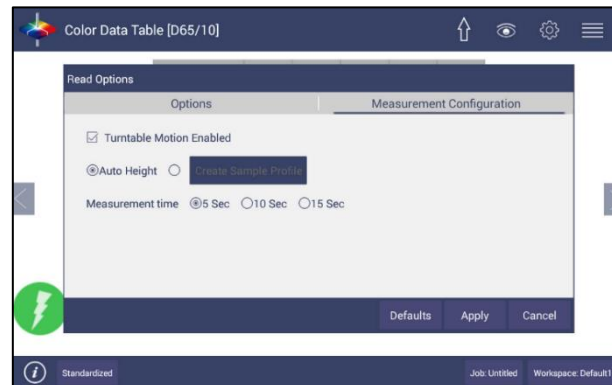 Color Data Table [D65/10]
Read Options
Options Measurement Configuration
Turntable Motion Enabled
Auto Height Create Sample Profile
Measurement time 5 Sec 10 Sec 15 Sec
Defaults Apply Cancel
i Standardized Job: Untitled Workspace: Default1